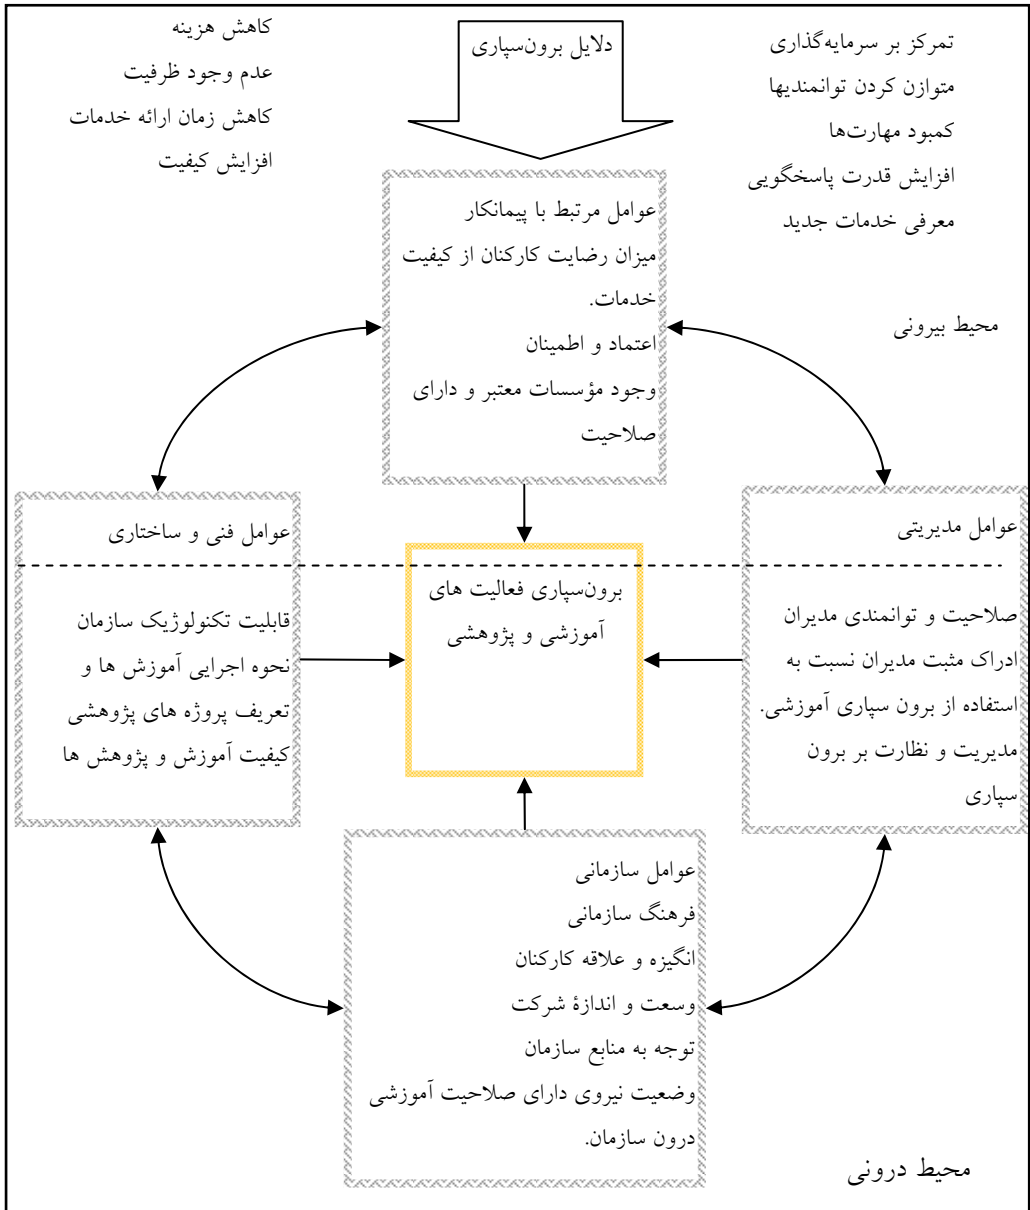 دلایل برون‌سپاری
تمرکز بر سرمایه‌گذاری
متوازن کردن توانمندیها
کمبود مهارت‌ها
افزایش قدرت پاسخگویی
معرفی خدمات جدید
کاهش هزینه
عدم وجود ظرفیت
کاهش زمان ارائه خدمات
افزایش کیفیت
عوامل مرتبط با پیمانکار
میزان رضایت کارکنان از کیفیت
خدمات.
اعتماد و اطمینان
وجود مؤسسات معتبر و دارای
صلاحیت
محیط بیرونی
عوامل مدیریتی
صلاحیت و توانمندی مدیران
ادراک مثبت مدیران نسبت به
استفاده از برون سپاری آموزشی.
مدیریت و نظارت بر برون
سپاری
برون‌سپاری فعالیت های
آموزشی و پژوهشی
عوامل فنی و ساختاری
قابلیت تکنولوژیک سازمان
نحوه اجرایی آموزش ها و
تعریف پروژه های پژوهشی
کیفیت آموزش و پژوهش ها
عوامل سازمانی
فرهنگ سازمانی
انگیزه و علاقه کارکنان
وسعت و اندازۀ شرکت
توجه به منابع سازمان
وضعیت نیروی دارای صلاحیت آموزشی
درون سازمان.
محیط درونی